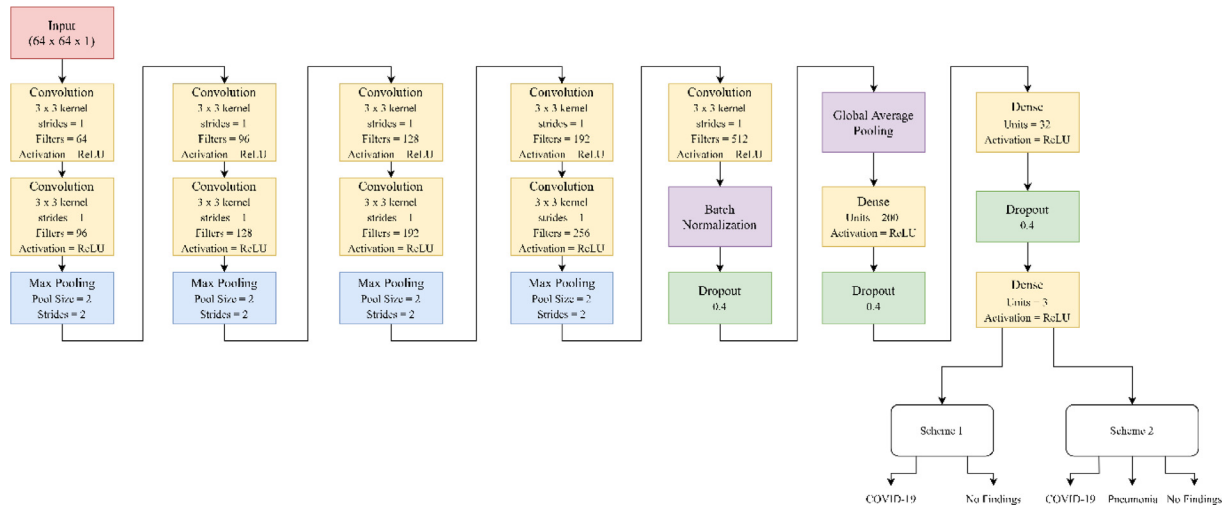 Input
(64 x 64 x 1)
Convolution
3 x 3 kernel
strides = 1
Filters = 64
Activation = ReLU
Convolution
3 x 3 kernel
strides = 1
Filters = 96
Activation = ReLU
Max Pooling
Pool Size = 2
Strides = 2
Convolution
3 x 3 kernel
strides = 1
Filters = 96
Activation = ReLU
Convolution
3 x 3 kernel
strides = 1
Filters = 128
Activation = ReLU
Max Pooling
Pool Size = 2
Strides = 2
Convolution
3 x 3 kernel
strides = 1
Filters = 128
Activation = ReLU
Convolution
3 x 3 kernel
strides = 1
Filters = 192
Activation = ReLU
Max Pooling
Pool Size = 2
Strides = 2
Convolution
3 x 3 kernel
strides = 1
Filters = 192
Activation = ReLU
Convolution
3 x 3 kernel
strides = 1
Filters = 256
Activation = ReLU
Max Pooling
Pool Size = 2
Strides = 2
Convolution
3 x 3 kernel
strides = 1
Filters = 512
Activation = ReLU
Batch
Normalization
Dropout
0.4
Global Average
Pooling
Dense
Units = 200
Activation = ReLU
Dropout
0.4
Dense
Units = 32
Activation = ReLU
Dropout
0.4
Dense
Units = 3
Activation = ReLU
Scheme 1
COVID-19
No Findings
Scheme 2
COVID-19
Pneumonia
No Findings